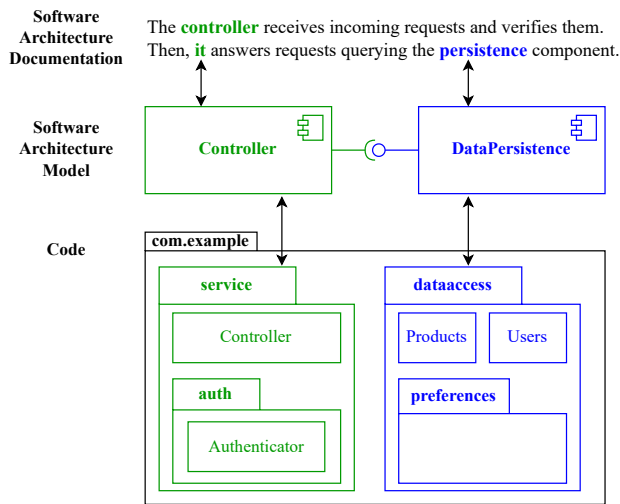 Software
Architecture
Documentation
The controller receives incoming requests and verifies them.
Then, it answers requests querying the persistence component.
Software
Architecture
Model
Controller
DataPersistence
Code
com.example
service
Controller
auth
Authenticator
dataaccess
Products
Users
preferences